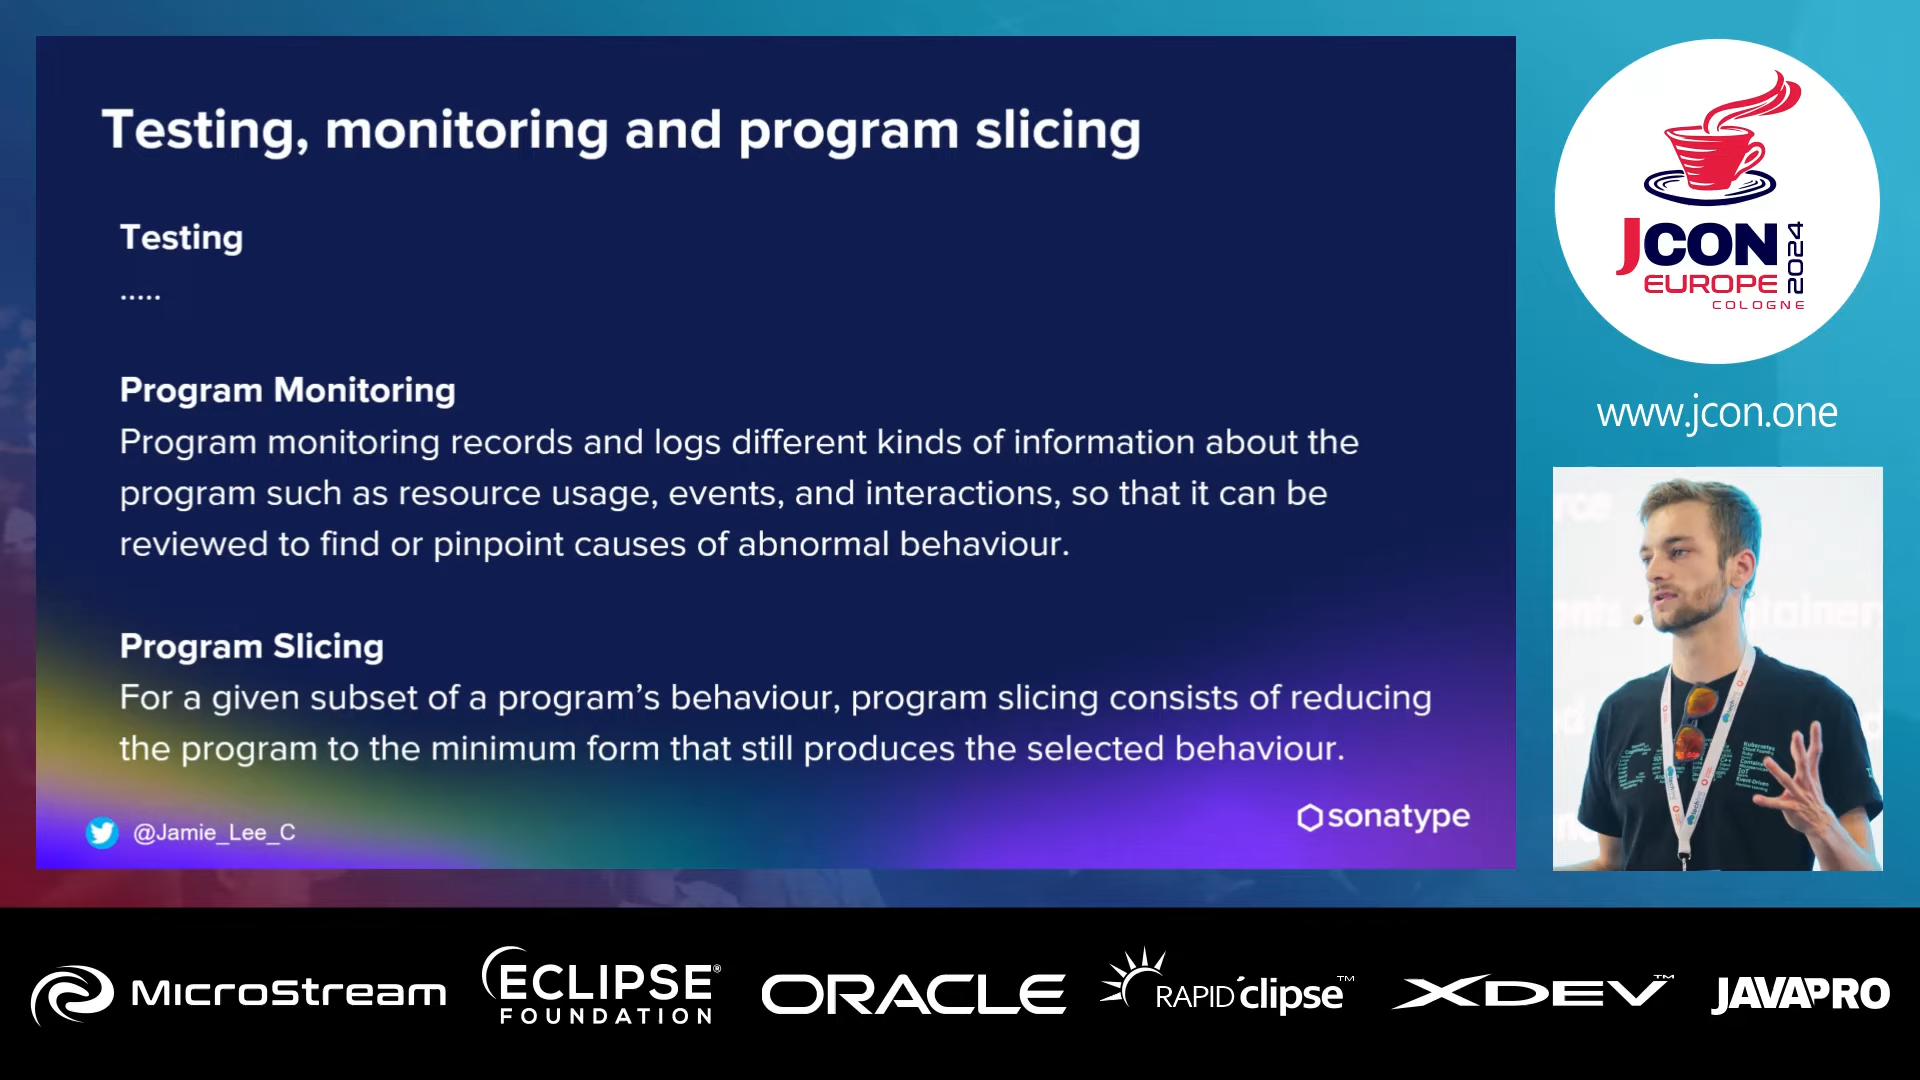 Testing, monitoring and program slicing
Testing
.....
Program Monitoring
Program monitoring records and logs different kinds of information about the
program such as resource usage, events, and interactions, so that it can be
reviewed to find or pinpoint causes of abnormal behaviour.
Program Slicing
For a given subset of a program’s behaviour, program slicing consists of reducing
the program to the minimum form that still produces the selected behaviour.
@Jamie_Lee_C
sonatype
JCON
EUROPE
2024
COLOGNE
www.jcon.one
MicroStream
ECLIPSE®
FOUNDATION
ORACLE
RAPID'clipse™
XDEV™
JAVAPRO